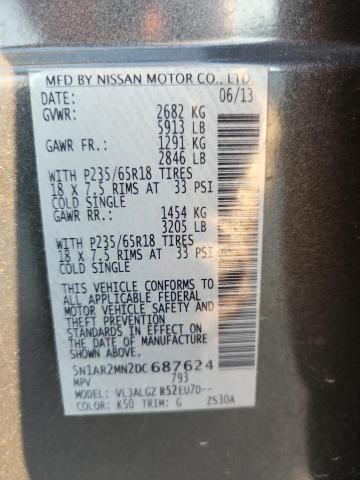 MFD BY NISSAN MOTOR CO., LTD.
DATE: 06/13
GVWR: 2682 KG
5913 LB
GAWR FR.: 1291 KG
2846 LB
WITH P235/65R18 TIRES
18 X 7.5 RIMS AT 33 PSI
COLD SINGLE
GAWR RR.: 1454 KG
3205 LB
WITH P235/65R18 TIRES
18 X 7.5 RIMS AT 33 PSI
COLD SINGLE
THIS VEHICLE CONFORMS TO
ALL APPLICABLE FEDERAL
MOTOR VEHICLE SAFETY AND
THEFT PREVENTION
STANDARDS IN EFFECT ON
THE DATE OF MANUFACTURE
SHOWN ABOVE.
5N1AR2MN2DC687624
MPV 793
VLJALGZ R52EU7D--
COLOR: K50 TRIM: G ZS30A